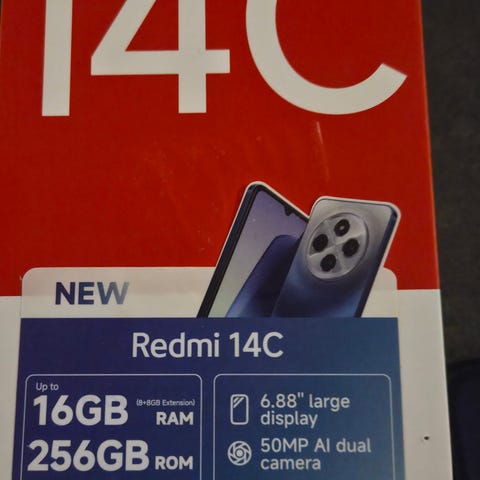 14C
NEW
Redmi 14C
Up to
16GB (8+8GB Extension) RAM
256GB ROM
6.88" large
display
50MP AI dual
camera